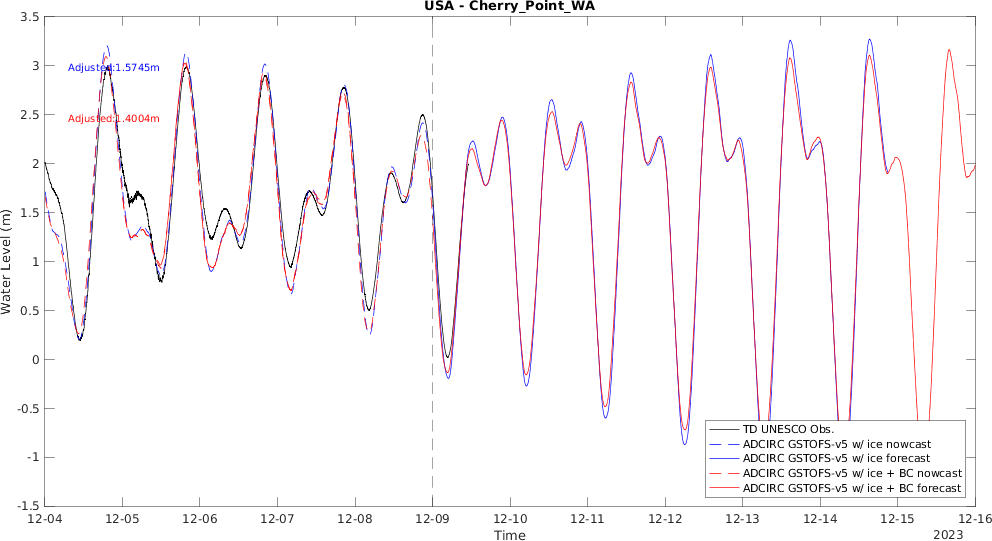 USA - Cherry_Point_WA
3.5
3
2.5
2
1.5
1
0.5
0
-0.5
-1
-1.5
Water Level (m)
Adjusted:1.5745m
Adjusted:1.4004m
TD UNESCO Obs.
ADCIRC GSTOFS-v5 w/ ice nowcast
ADCIRC GSTOFS-v5 w/ ice forecast
ADCIRC GSTOFS-v5 w/ ice + BC nowcast
ADCIRC GSTOFS-v5 w/ ice + BC forecast
12-04 12-05 12-06 12-07 12-08 12-09 12-10 12-11 12-12 12-13 12-14 12-15 12-16
Time
2023